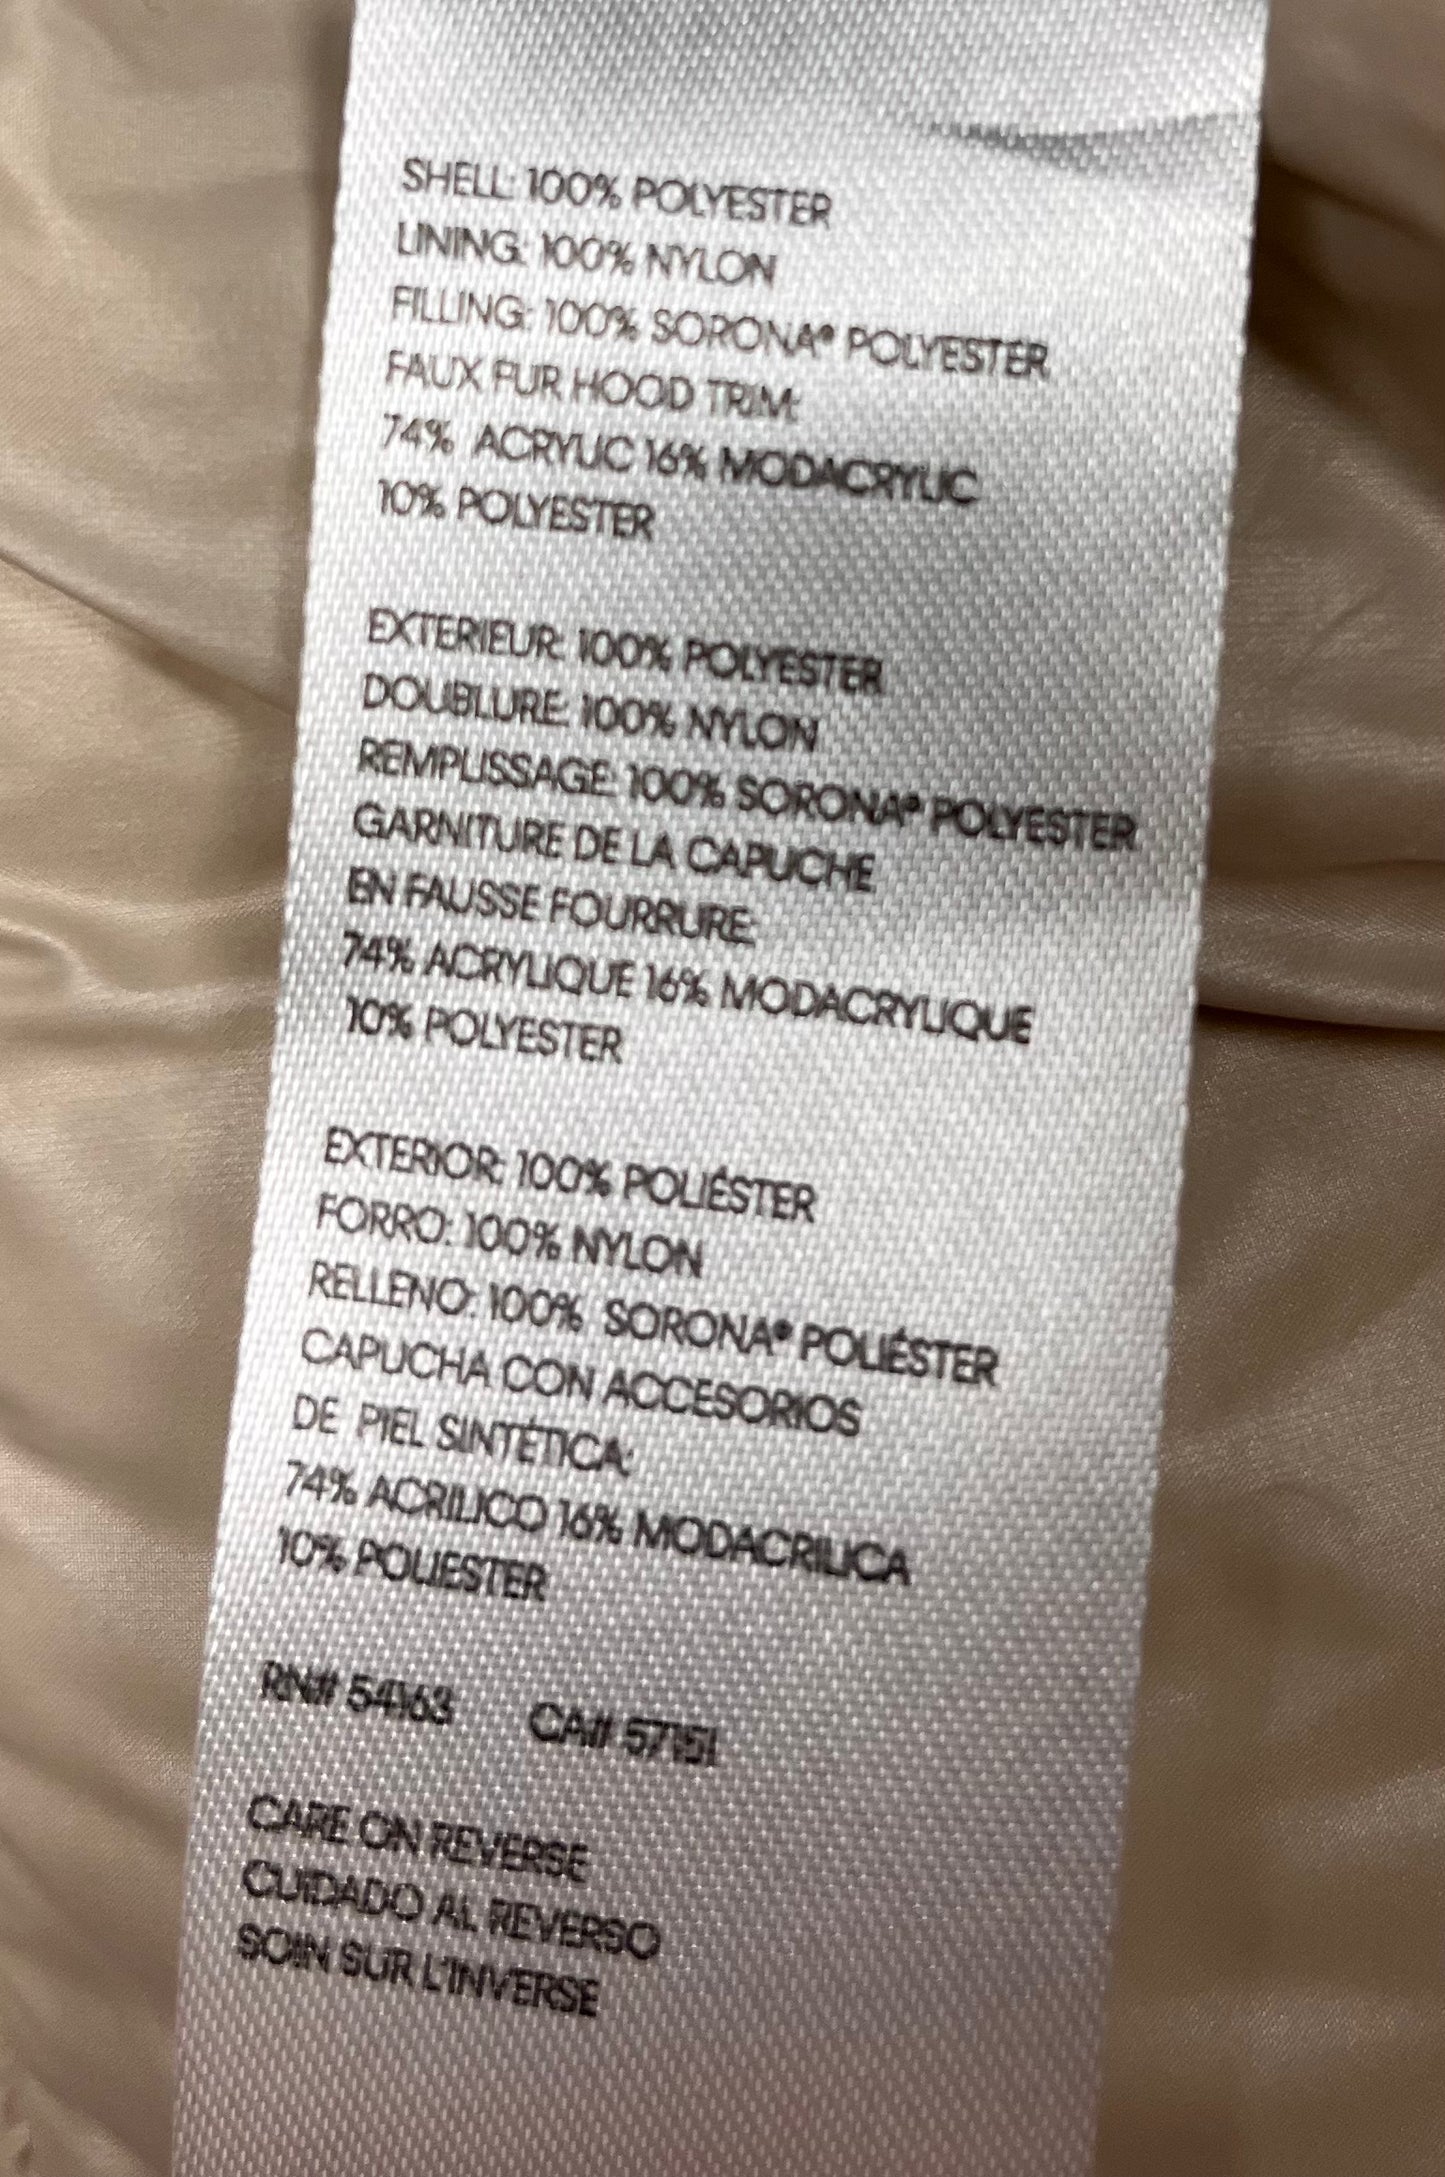 SHELL: 100% POLYESTER
LINING: 100% NYLON
FILLING: 100% SORONA® POLYESTER
FAUX FUR HOOD TRIM:
74% ACRYLIC 16% MODACRYLIC
10% POLYESTER
EXTERIEUR: 100% POLYESTER
DOUBLURE: 100% NYLON
REMPLISSAGE: 100% SORONA® POLYESTER
GARNITURE DE LA CAPUCHE
EN FAUSSE FOURRURE:
74% ACRYLIQUE 16% MODACRYLIQUE
10% POLYESTER
EXTERIOR: 100% POLIÉSTER
FORRO: 100% NYLON
RELLENO: 100% SORONA® POLIÉSTER
CAPUCHA CON ACCESORIOS
DE PIEL SINTÉTICA:
74% ACRILICO 16% MODACRILICA
10% POLIESTER
RN# 54163 CA# 57151
CARE ON REVERSE
CUIDADO AL REVERSO
SOIN SUR L'INVERSE